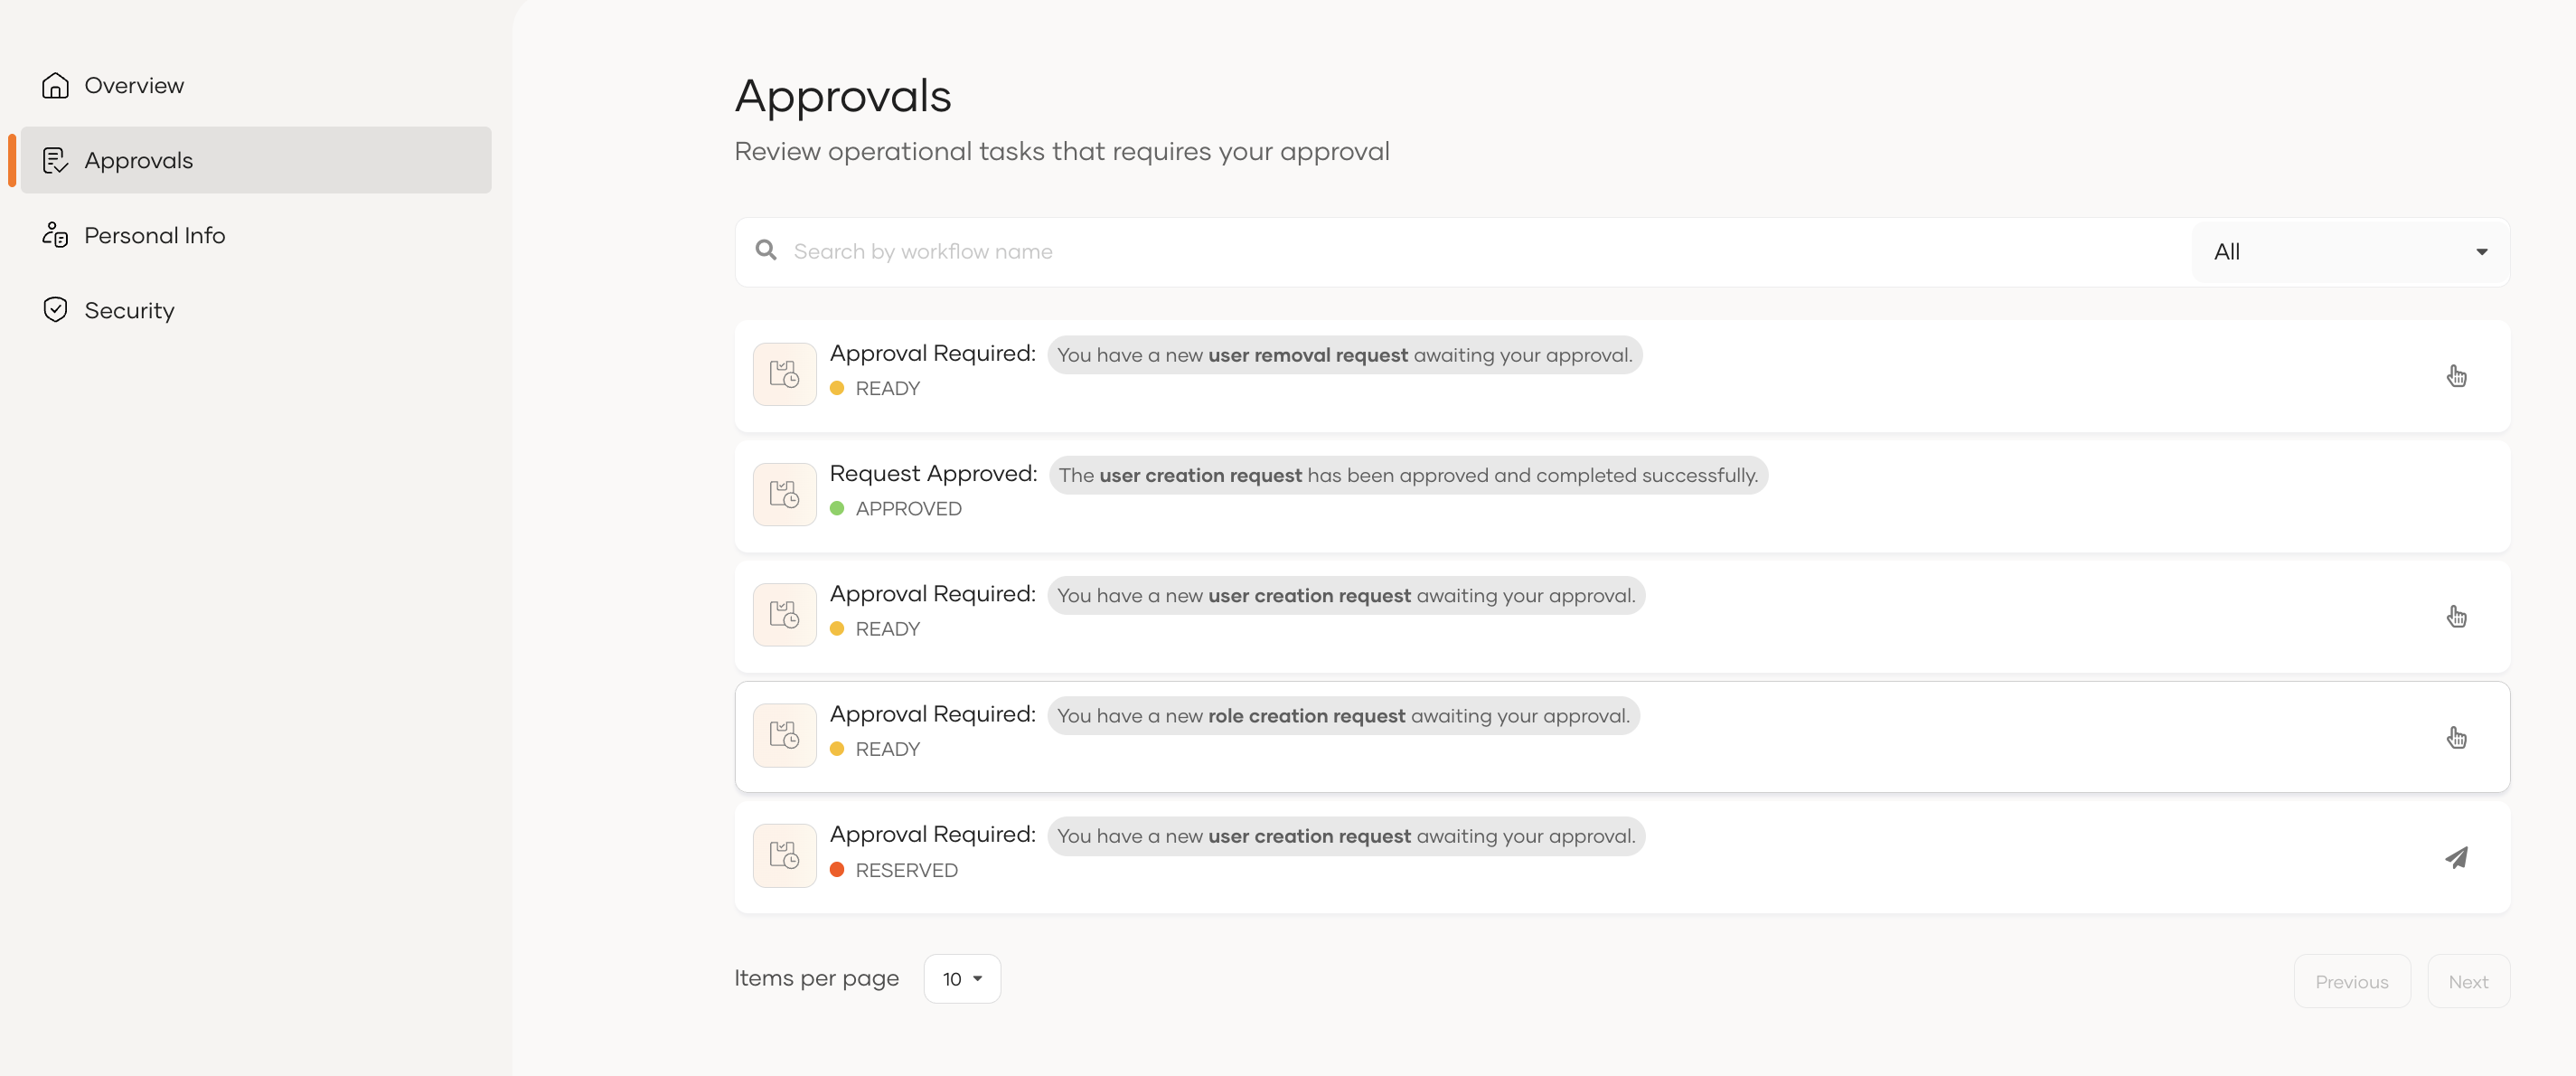 Overview
Approvals
Personal Info
Security
Approvals
Review operational tasks that requires your approval
Search by workflow name
All
Approval Required: You have a new user removal request awaiting your approval.
READY
Request Approved: The user creation request has been approved and completed successfully.
APPROVED
Approval Required: You have a new user creation request awaiting your approval.
READY
Approval Required: You have a new role creation request awaiting your approval.
READY
Approval Required: You have a new user creation request awaiting your approval.
RESERVED
Items per page 10
Previous Next